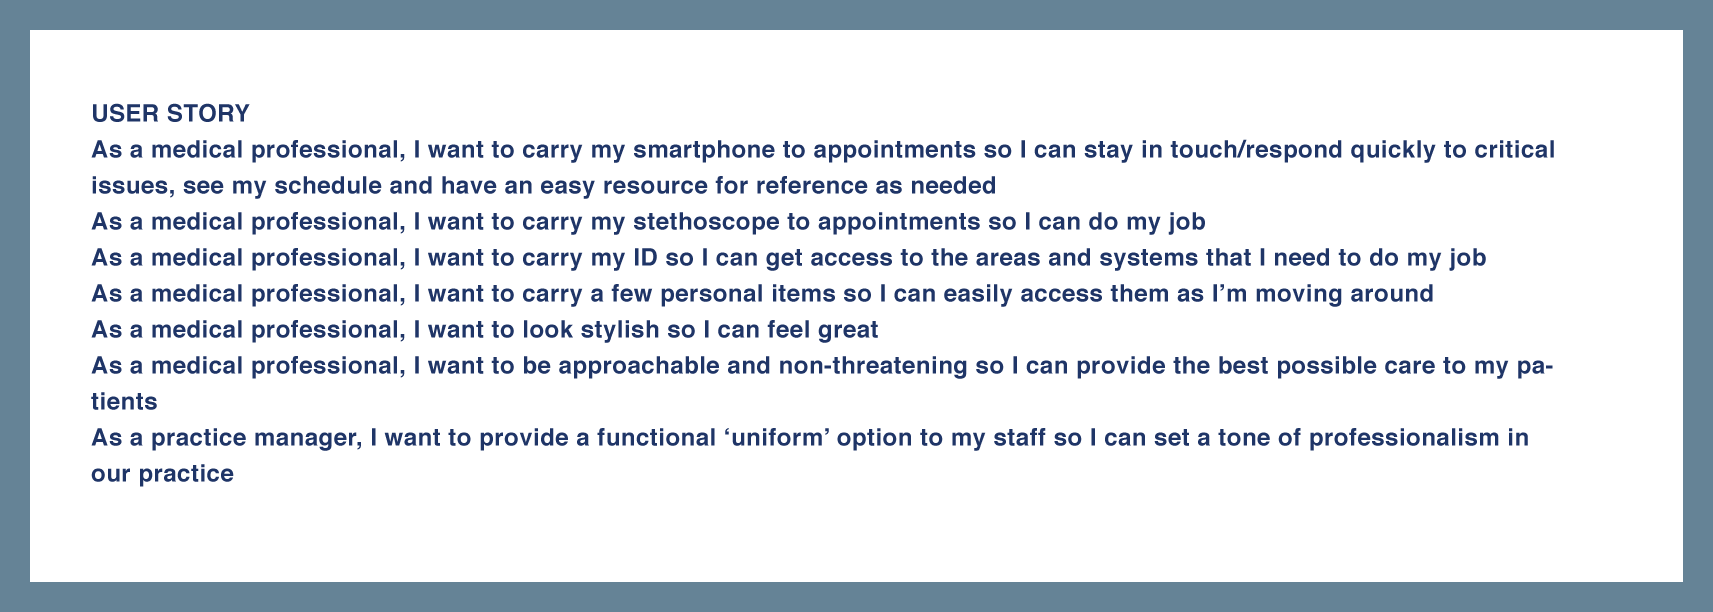 USER STORY
As a medical professional, I want to carry my smartphone to appointments so I can stay in touch/respond quickly to critical
issues, see my schedule and have an easy resource for reference as needed
As a medical professional, I want to carry my stethoscope to appointments so I can do my job
As a medical professional, I want to carry my ID so I can get access to the areas and systems that I need to do my job
As a medical professional, I want to carry a few personal items so I can easily access them as I’m moving around
As a medical professional, I want to look stylish so I can feel great
As a medical professional, I want to be approachable and non-threatening so I can provide the best possible care to my pa-
tients
As a practice manager, I want to provide a functional ‘uniform’ option to my staff so I can set a tone of professionalism in
our practice